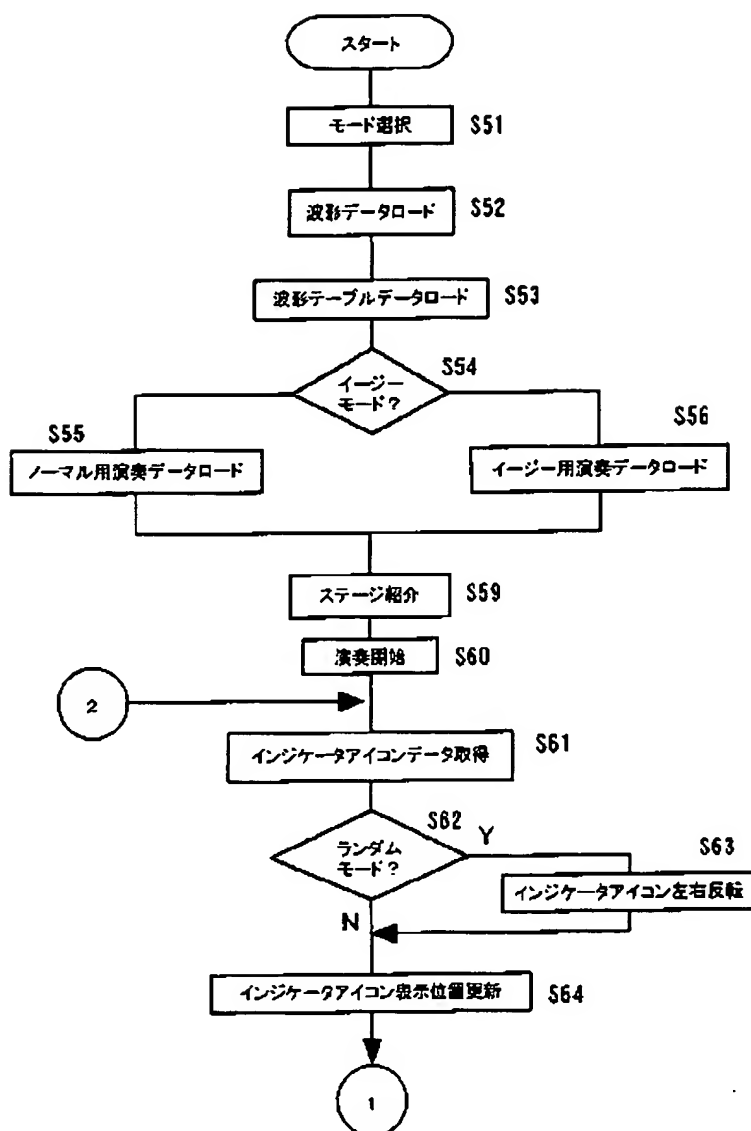 スタート
モード選択 S51
波形データロード S52
波形テーブルデータロード S53
イージー
モード? S54
S55
ノーマル用演奏データロード
S56
イージー用演奏データロード
ステージ紹介 S59
演奏開始 S60
2
インジケータアイコンデータ取得 S61
ランダム
モード? S62
Y
S63
インジケータアイコン左右反転
N
インジケータアイコン表示位置更新 S64
1